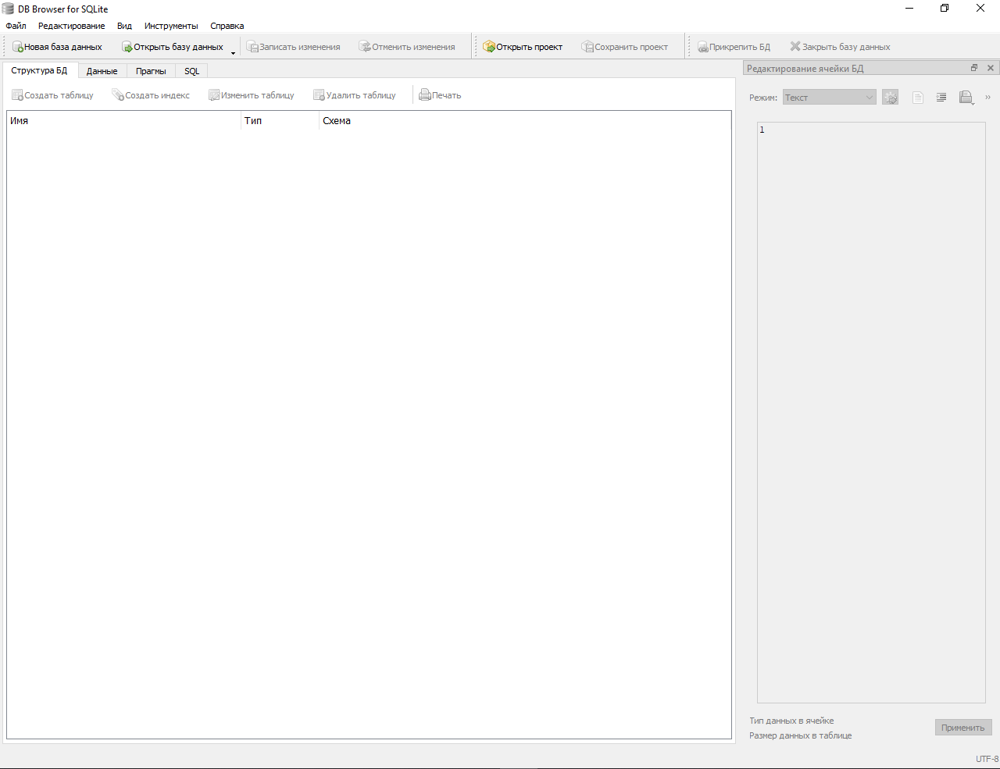 DB Browser for SQLite
Файл Редактирование Вид Инструменты Справка
Новая база данных Открыть базу данных Записать изменения Отменить изменения Открыть проект Сохранить проект Прикрепить БД Закрыть базу данных
Структура БД Данные Прагмы SQL
Редактирование ячейки БД
Создать таблицу Создать индекс Изменить таблицу Удалить таблицу Печать
Режим: Текст »
Имя Тип Схема
1
Тип данных в ячейке
Размер данных в таблице
Применить
UTF-8